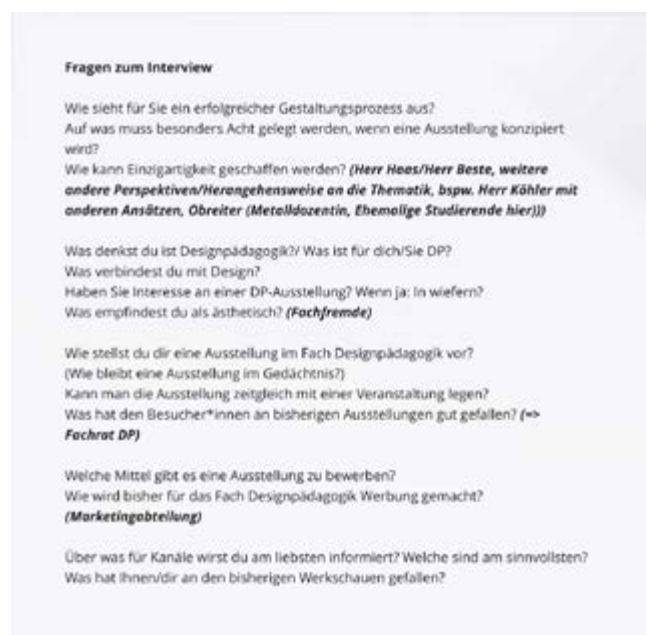 Fragen zum Interview
Wie sieht für Sie ein erfolgreicher Gestaltungsprozess aus?
Auf was muss besonders Acht gelegt werden, wenn eine Ausstellung konzipiert
wird?
Wie kann Einzigartigkeit geschaffen werden? (Herr Haas/Herr Beste, weitere
andere Perspektiven/Herangehensweise an die Thematik, bspw. Herr Köhler mit
anderen Ansätzen, Obreiter (Metalldozentin, Ehemalige Studierende hier)))
Was denkst du ist Designpädagogik?/ Was ist für dich/Sie DP?
Was verbindest du mit Design?
Haben Sie Interesse an einer DP-Ausstellung? Wenn ja: In wiefern?
Was empfindest du als ästhetisch? (Fachfremde)
Wie stellst du dir eine Ausstellung im Fach Designpädagogik vor?
(Wie bleibt eine Ausstellung im Gedächtnis?)
Kann man die Ausstellung zeitgleich mit einer Veranstaltung legen?
Was hat den Besucher*innen an bisherigen Ausstellungen gut gefallen? (=>
Fachrat DP)
Welche Mittel gibt es eine Ausstellung zu bewerben?
Wie wird bisher für das Fach Designpädagogik Werbung gemacht?
(Marketingabteilung)
Über was für Kanäle wirst du am liebsten informiert? Welche sind am sinnvollsten?
Was hat Ihnen/dir an den bisherigen Werkschauen gefallen?